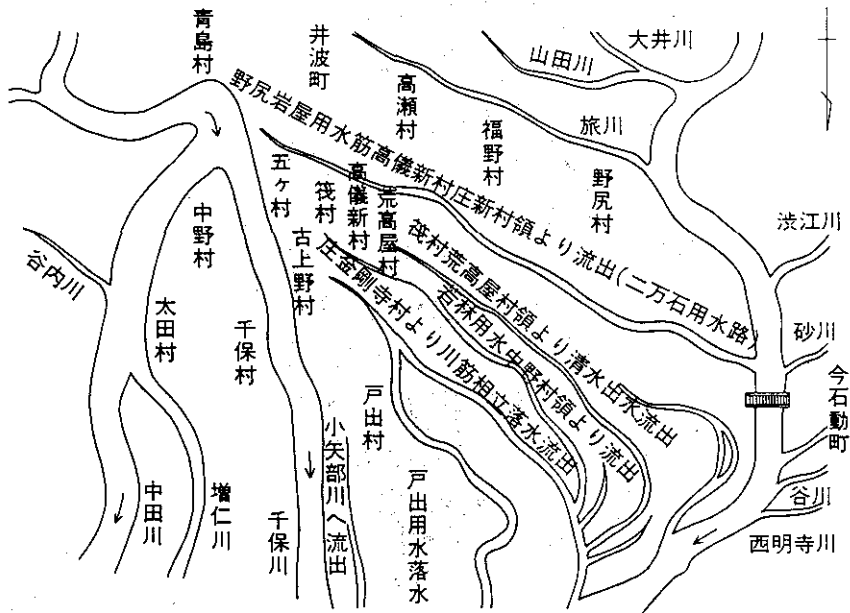 青島村
井波町
高瀬村
山田川
大井川
旅川
福野村
野尻村
野尻岩屋用水筋高儀新村庄新村領より流出(二万石用水路)
渋江川
砂川
今石動町
谷川
西明寺川
五ヶ村
筏村
高儀新村
荒高屋村
古上野村
筏村荒高屋村領より清水出水流出
若林用水中野村領より流出
庄金剛寺村より川筋相立落水流出
中野村
谷内川
太田村
千保村
戸出村
小矢部川へ流出
戸出用水落水
中田川
増仁川
千保川